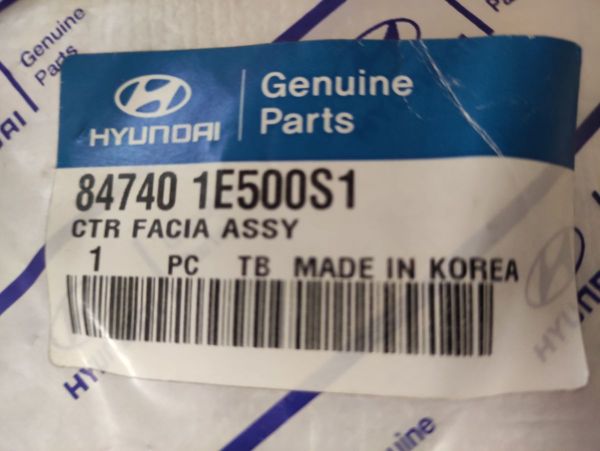 Genuine
Parts
HYUNDAI
Genuine
Parts
84740 1E500S1
CTR FACIA ASSY
1 PC TB MADE IN KOREA